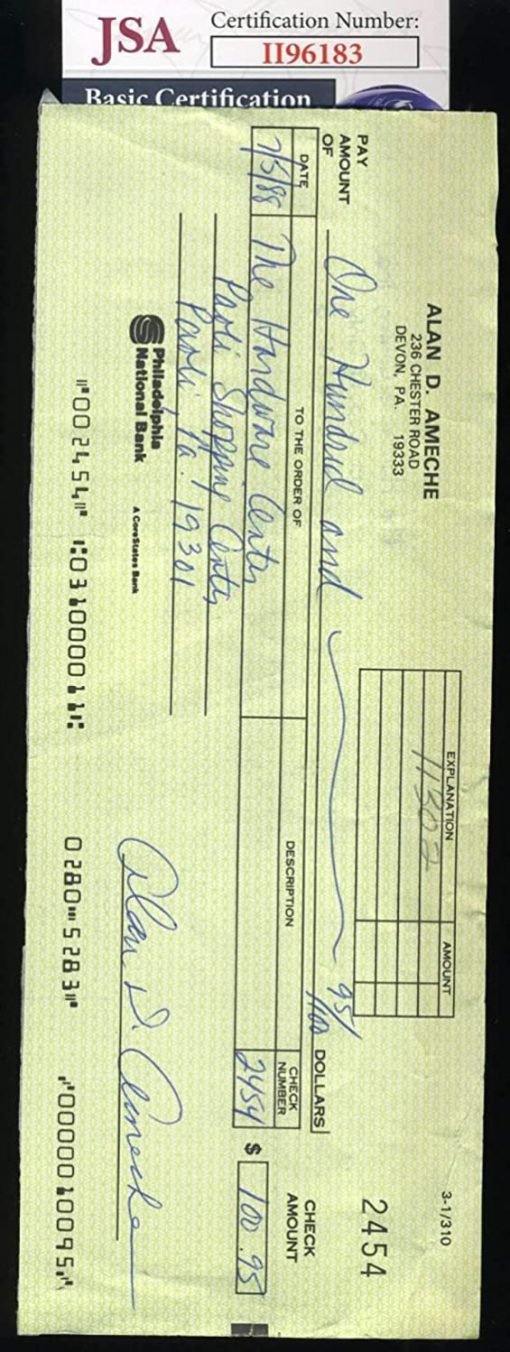 JSA
Certification Number:
II96183
Basic Certification
ALAN D. AMECHE
236 CHESTER ROAD
DEVON, PA. 19333
EXPLANATION AMOUNT
11302
3-1/310
2454
PAY
AMOUNT
OF
One Hundred and 95/100 DOLLARS
CHECK
AMOUNT
DATE TO THE ORDER OF DESCRIPTION CHECK NUMBER
7/5/88 The Hardware Center 2454 $ 100.95
Paoli Shopping Center
Paoli Pa. 19301
Philadelphia
National Bank
A CoreStates Bank
Alan D. Ameche
⑈002454⑈ ⑆031000011⑆ 0280⑉5283⑈ ⑈0000010095⑈